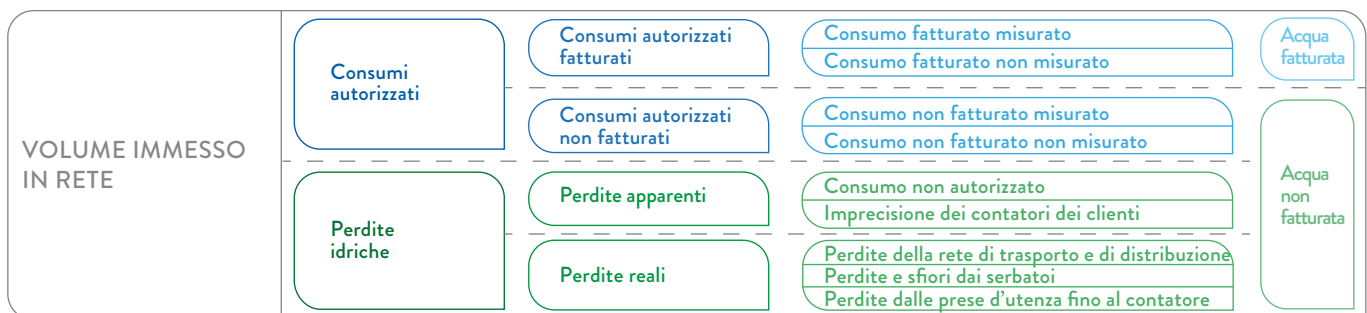 VOLUME IMMESSO
IN RETE
Consumi
autorizzati
Consumi autorizzati
fatturati
Consumo fatturato misurato
Consumo fatturato non misurato
Acqua
fatturata
Consumi autorizzati
non fatturati
Consumo non fatturato misurato
Consumo non fatturato non misurato
Perdite
idriche
Perdite apparenti
Consumo non autorizzato
Imprecisione dei contatori dei clienti
Perdite reali
Perdite della rete di trasporto e di distribuzione
Perdite e sfiori dai serbatoi
Perdite dalle prese d’utenza fino al contatore
Acqua
non
fatturata